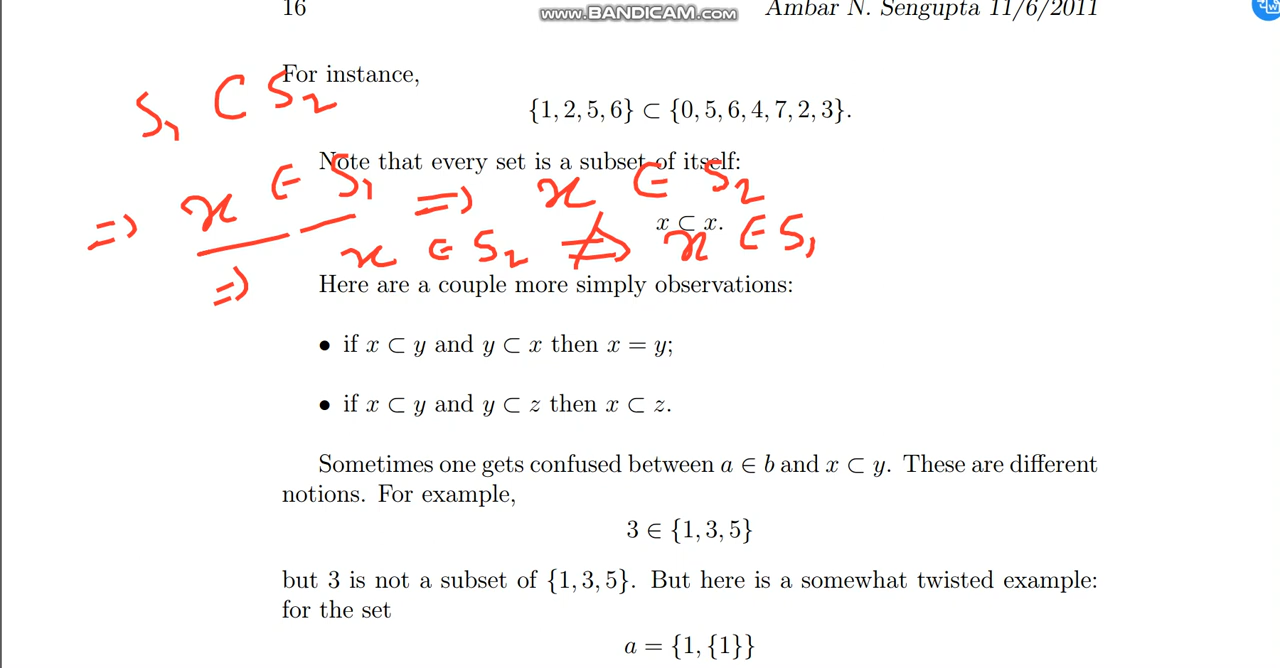 16 Ambar N. Sengupta 11/6/2011
www.BANDICAM.com
For instance,
S₁ ⊂ S₂
{1, 2, 5, 6} ⊂ {0, 5, 6, 4, 7, 2, 3}.
Note that every set is a subset of itself:
⇒ x ∈ S₁ ⇒ x ∈ S₂
x ⊂ x.
⇒ x ∈ S₂ ⇏ x ∈ S₁
Here are a couple more simply observations:
• if x ⊂ y and y ⊂ x then x = y;
• if x ⊂ y and y ⊂ z then x ⊂ z.
Sometimes one gets confused between a ∈ b and x ⊂ y. These are different
notions. For example,
3 ∈ {1, 3, 5}
but 3 is not a subset of {1, 3, 5}. But here is a somewhat twisted example:
for the set
a = {1, {1}}